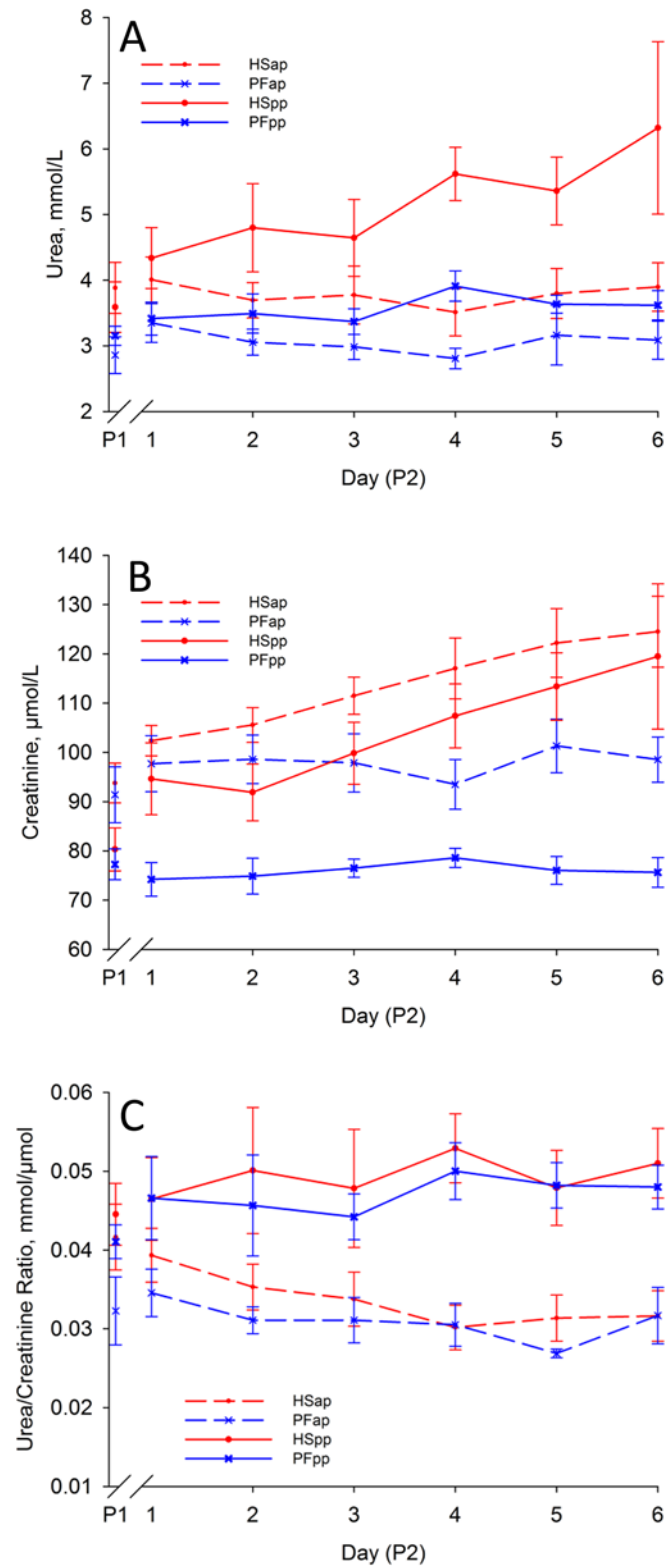 A
HSap
PFap
HSpp
PFpp
Urea, mmol/L
8
7
6
5
4
3
2
P1 1 2 3 4 5 6
Day (P2)
B
HSap
PFap
HSpp
PFpp
Creatinine, µmol/L
140
130
120
110
100
90
80
70
60
P1 1 2 3 4 5 6
Day (P2)
C
Urea/Creatinine Ratio, mmol/µmol
0.06
0.05
0.04
0.03
0.02
0.01
HSap
PFap
HSpp
PFpp
P1 1 2 3 4 5 6
Day (P2)